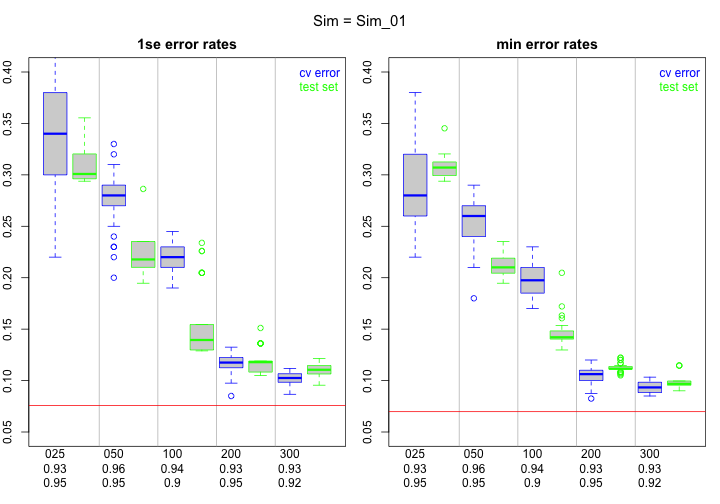 Sim = Sim_01
1se error rates
cv error
test set
0.40
0.35
0.30
0.25
0.20
0.15
0.10
0.05
025 050 100 200 300
0.93 0.96 0.94 0.93 0.93
0.95 0.95 0.9 0.95 0.92
min error rates
cv error
test set
0.40
0.35
0.30
0.25
0.20
0.15
0.10
0.05
025 050 100 200 300
0.93 0.96 0.94 0.93 0.93
0.95 0.95 0.9 0.95 0.92